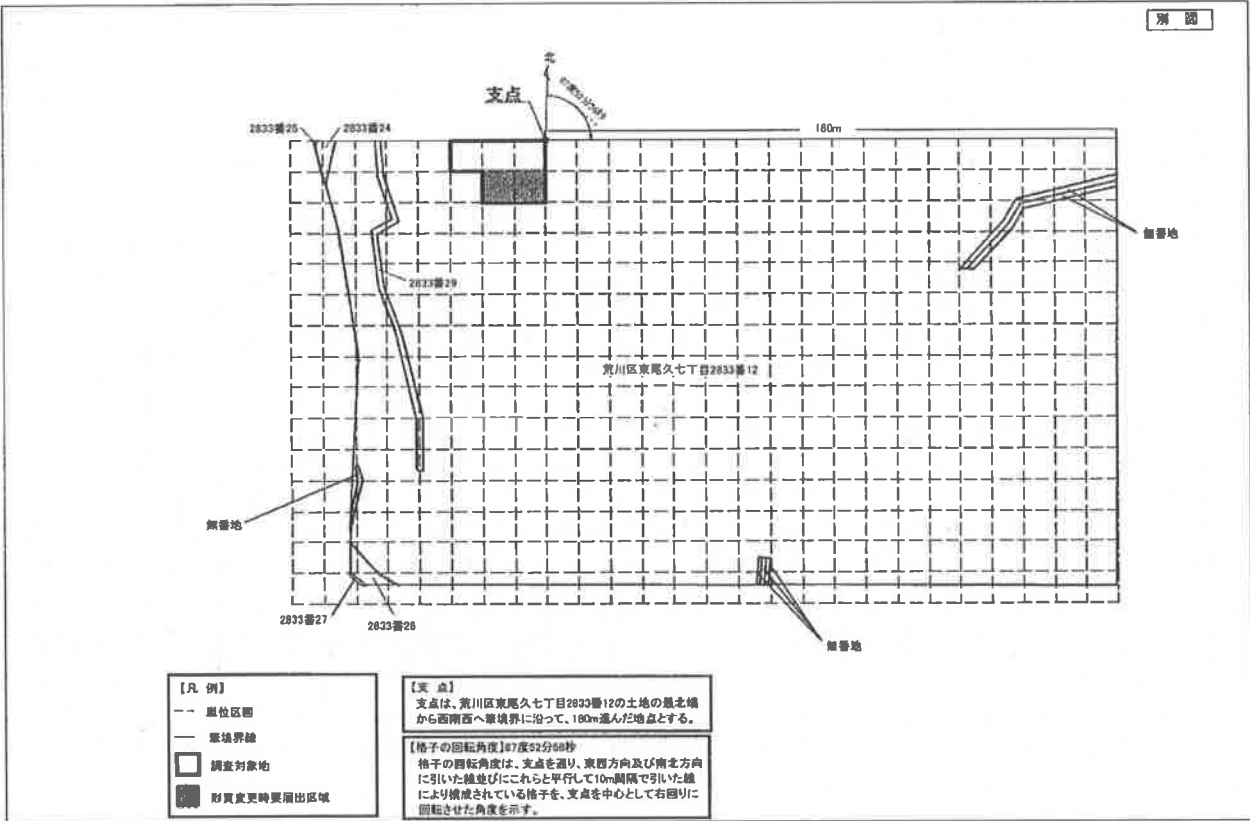 別 図
北
支点
180m
2833番25
2833番24
無番地
2833番29
荒川区東尾久七丁目2833番12
無番地
2833番27
2833番26
無番地
【凡 例】
単位区画
筆境界線
調査対象地
形質変更時要届出区域
【支 点】
支点は、荒川区東尾久七丁目2833番12の土地の最北端
から西南西へ筆境界に沿って、180m進んだ地点とする。
【格子の回転角度】87度52分58秒
格子の回転角度は、支点を通り、東西方向及び南北方向
に引いた線並びにこれらと平行して10m間隔で引いた線
により構成されている格子を、支点を中心として右回りに
回転させた角度を示す。